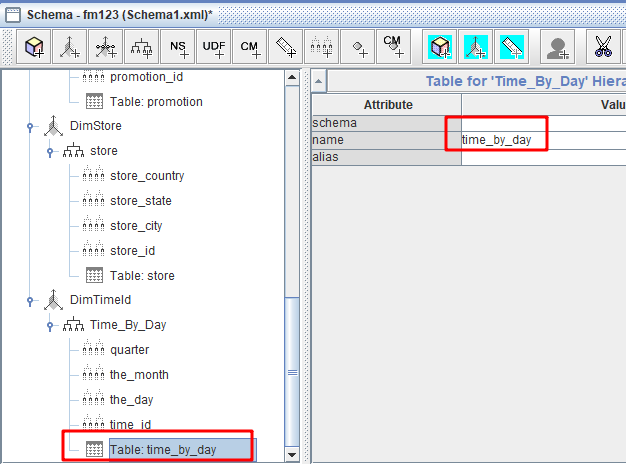 Schema - fm123 (Schema1.xml)*
NS UDF CM CM
promotion_id
Table: promotion
DimStore
store
store_country
store_state
store_city
store_id
Table: store
DimTimeId
Time_By_Day
quarter
the_month
the_day
time_id
Table: time_by_day
Table for 'Time_By_Day' Hiera
Attribute Valu
schema
name time_by_day
alias